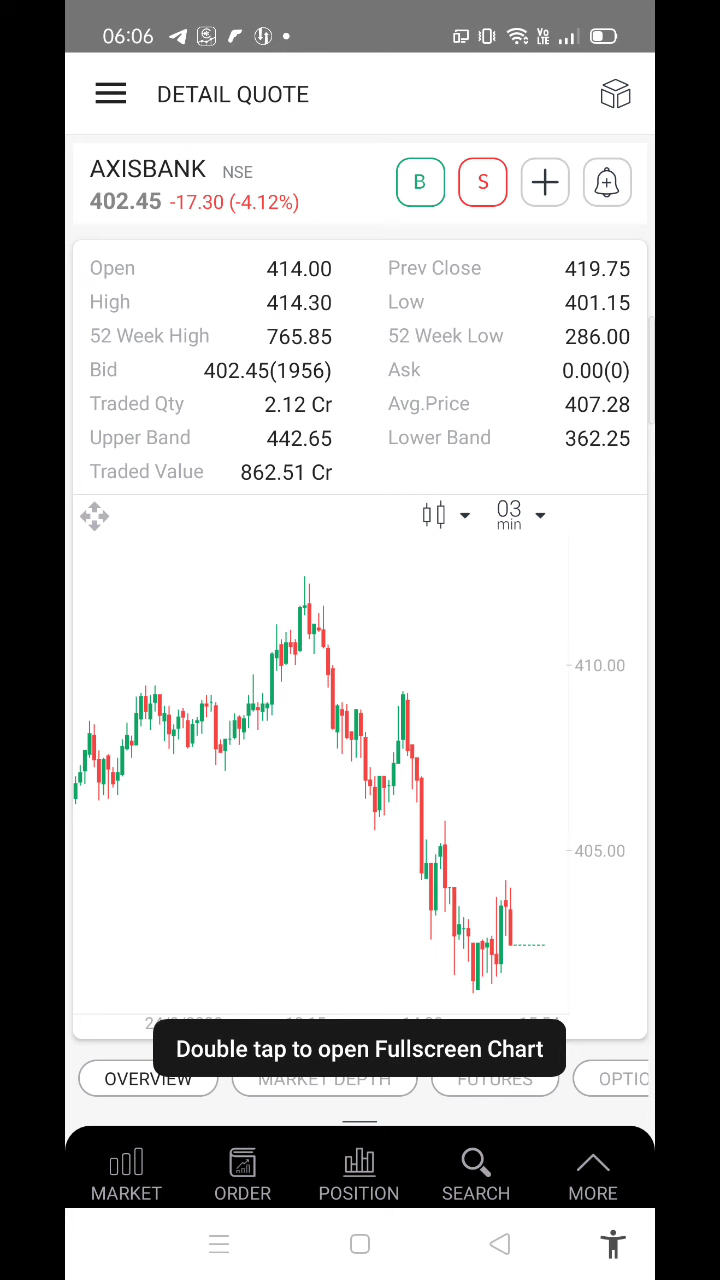 06:06 Vo LTE
DETAIL QUOTE
AXISBANK NSE
402.45 -17.30 (-4.12%)
B S
Open 414.00 Prev Close 419.75
High 414.30 Low 401.15
52 Week High 765.85 52 Week Low 286.00
Bid 402.45(1956) Ask 0.00(0)
Traded Qty 2.12 Cr Avg.Price 407.28
Upper Band 442.65 Lower Band 362.25
Traded Value 862.51 Cr
03
min
410.00
405.00
Double tap to open Fullscreen Chart
OVERVIEW MARKET DEPTH FUTURES OPTIC
MARKET ORDER POSITION SEARCH MORE